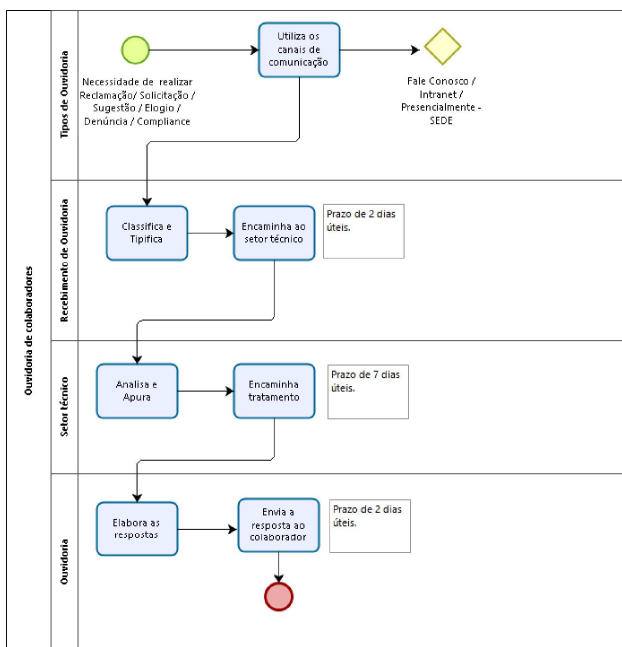 Ouvidoria de colaboradores
Tipos de Ouvidoria
Necessidade de realizar
Reclamação/ Solicitação /
Sugestão / Elogio /
Denúncia / Compliance
Utiliza os
canais de
comunicação
Fale Conosco /
Intranet /
Presencialmente -
SEDE
Recebimento de Ouvidoria
Classifica e
Tipifica
Encaminha ao
setor técnico
Prazo de 2 dias
úteis.
Setor técnico
Analisa e
Apura
Encaminha
tratamento
Prazo de 7 dias
úteis.
Ouvidoria
Elabora as
respostas
Envia a
resposta ao
colaborador
Prazo de 2 dias
úteis.